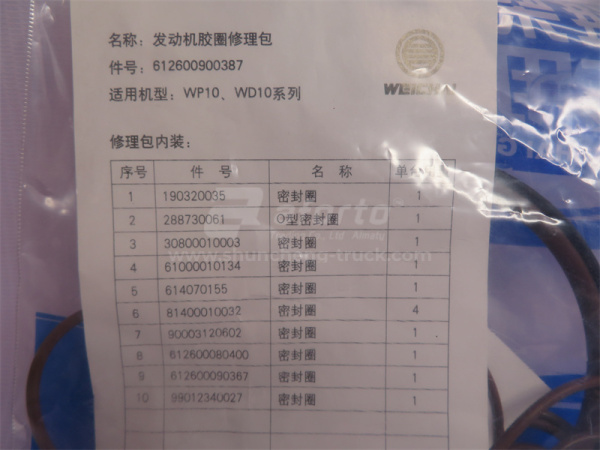 名称：发动机胶圈修理包
件号：612600900387
适用机型：WP10、WD10系列
WEICHAI
修理包内装：
序号 件 号 名 称 单
1 190320035 密封圈 1
2 288730061 O型密封圈 1
3 30800010003 密封圈 1
4 61000010134 密封圈 1
5 614070155 密封圈 1
6 81400010032 密封圈 4
7 90003120602 密封圈 1
8 612600080400 密封圈 1
9 612600090367 密封圈 1
10 99012340027 密封圈 1
www.shunchong-truck.com